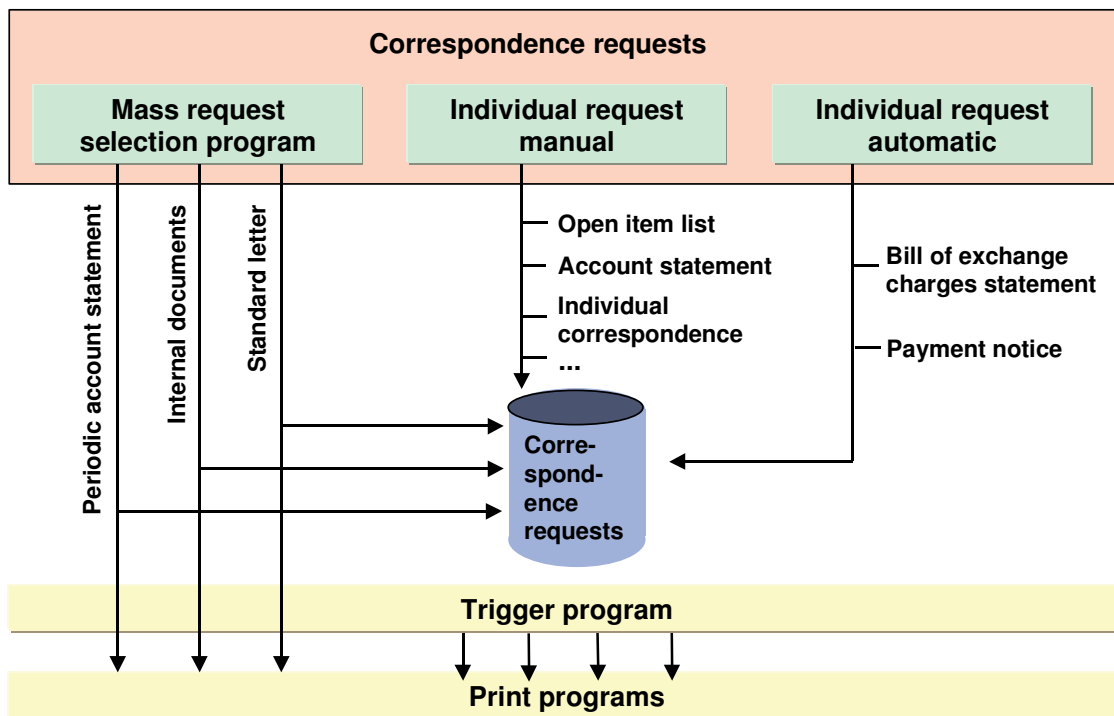 Correspondence requests
Mass request
selection program
Individual request
manual
Individual request
automatic
Periodic account statement
Internal documents
Standard letter
Open item list
Account statement
Individual
correspondence
...
Bill of exchange
charges statement
Payment notice
Corre-
spond-
ence
requests
Trigger program
Print programs